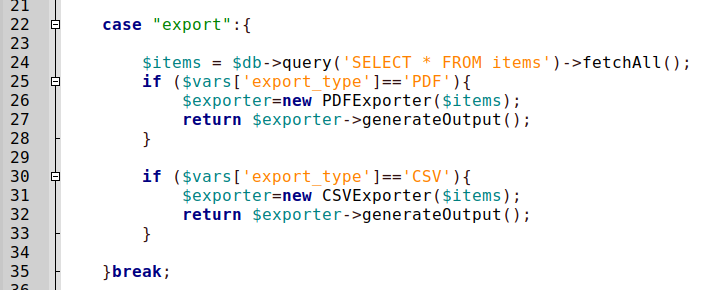 21
22 case "export":{
23
24 $items = $db->query('SELECT * FROM items')->fetchAll();
25 if ($vars['export_type']=='PDF'){
26 $exporter=new PDFExporter($items);
27 return $exporter->generateOutput();
28 }
29
30 if ($vars['export_type']=='CSV'){
31 $exporter=new CSVExporter($items);
32 return $exporter->generateOutput();
33 }
34
35 }break;
36